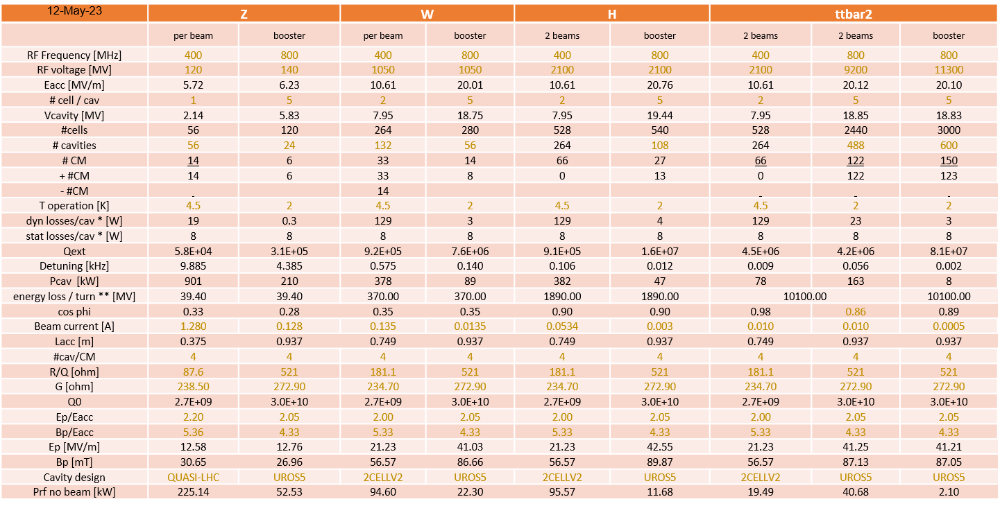 12-May-23 Z W H ttbar2
per beam booster per beam booster 2 beams booster 2 beams 2 beams booster
RF Frequency [MHz] 400 800 400 800 400 800 400 800 800
RF voltage [MV] 120 140 1050 1050 2100 2100 2100 9200 11300
Eacc [MV/m] 5.72 6.23 10.61 20.01 10.61 20.76 10.61 20.12 20.10
# cell / cav 1 5 2 5 2 5 2 5 5
Vcavity [MV] 2.14 5.83 7.95 18.75 7.95 19.44 7.95 18.85 18.83
#cells 56 120 264 280 528 540 528 2440 3000
# cavities 56 24 132 56 264 108 264 488 600
# CM 14 6 33 14 66 27 66 122 150
+ #CM 14 6 33 8 0 13 0 122 123
- #CM - 14 - - -
T operation [K] 4.5 2 4.5 2 4.5 2 4.5 2 2
dyn losses/cav * [W] 19 0.3 129 3 129 4 129 23 3
stat losses/cav * [W] 8 8 8 8 8 8 8 8 8
Qext 5.8E+04 3.1E+05 9.2E+05 7.6E+06 9.1E+05 1.6E+07 4.5E+06 4.2E+06 8.1E+07
Detuning [kHz] 9.885 4.385 0.575 0.140 0.106 0.012 0.009 0.056 0.002
Pcav [kW] 901 210 378 89 382 47 78 163 8
energy loss / turn ** [MV] 39.40 39.40 370.00 370.00 1890.00 1890.00 10100.00 10100.00
cos phi 0.33 0.28 0.35 0.35 0.90 0.90 0.98 0.86 0.89
Beam current [A] 1.280 0.128 0.135 0.0135 0.0534 0.003 0.010 0.010 0.0005
Lacc [m] 0.375 0.937 0.749 0.937 0.749 0.937 0.749 0.937 0.937
#cav/CM 4 4 4 4 4 4 4 4 4
R/Q [ohm] 87.6 521 181.1 521 181.1 521 181.1 521 521
G [ohm] 238.50 272.90 234.70 272.90 234.70 272.90 234.70 272.90 272.90
Q0 2.7E+09 3.0E+10 2.7E+09 3.0E+10 2.7E+09 3.0E+10 2.7E+09 3.0E+10 3.0E+10
Ep/Eacc 2.20 2.05 2.00 2.05 2.00 2.05 2.00 2.05 2.05
Bp/Eacc 5.36 4.33 5.33 4.33 5.33 4.33 5.33 4.33 4.33
Ep [MV/m] 12.58 12.76 21.23 41.03 21.23 42.55 21.23 41.25 41.21
Bp [mT] 30.65 26.96 56.57 86.66 56.57 89.87 56.57 87.13 87.05
Cavity design QUASI-LHC UROS5 2CELLV2 UROS5 2CELLV2 UROS5 2CELLV2 UROS5 UROS5
Prf no beam [kW] 225.14 52.53 94.60 22.30 95.57 11.68 19.49 40.68 2.10